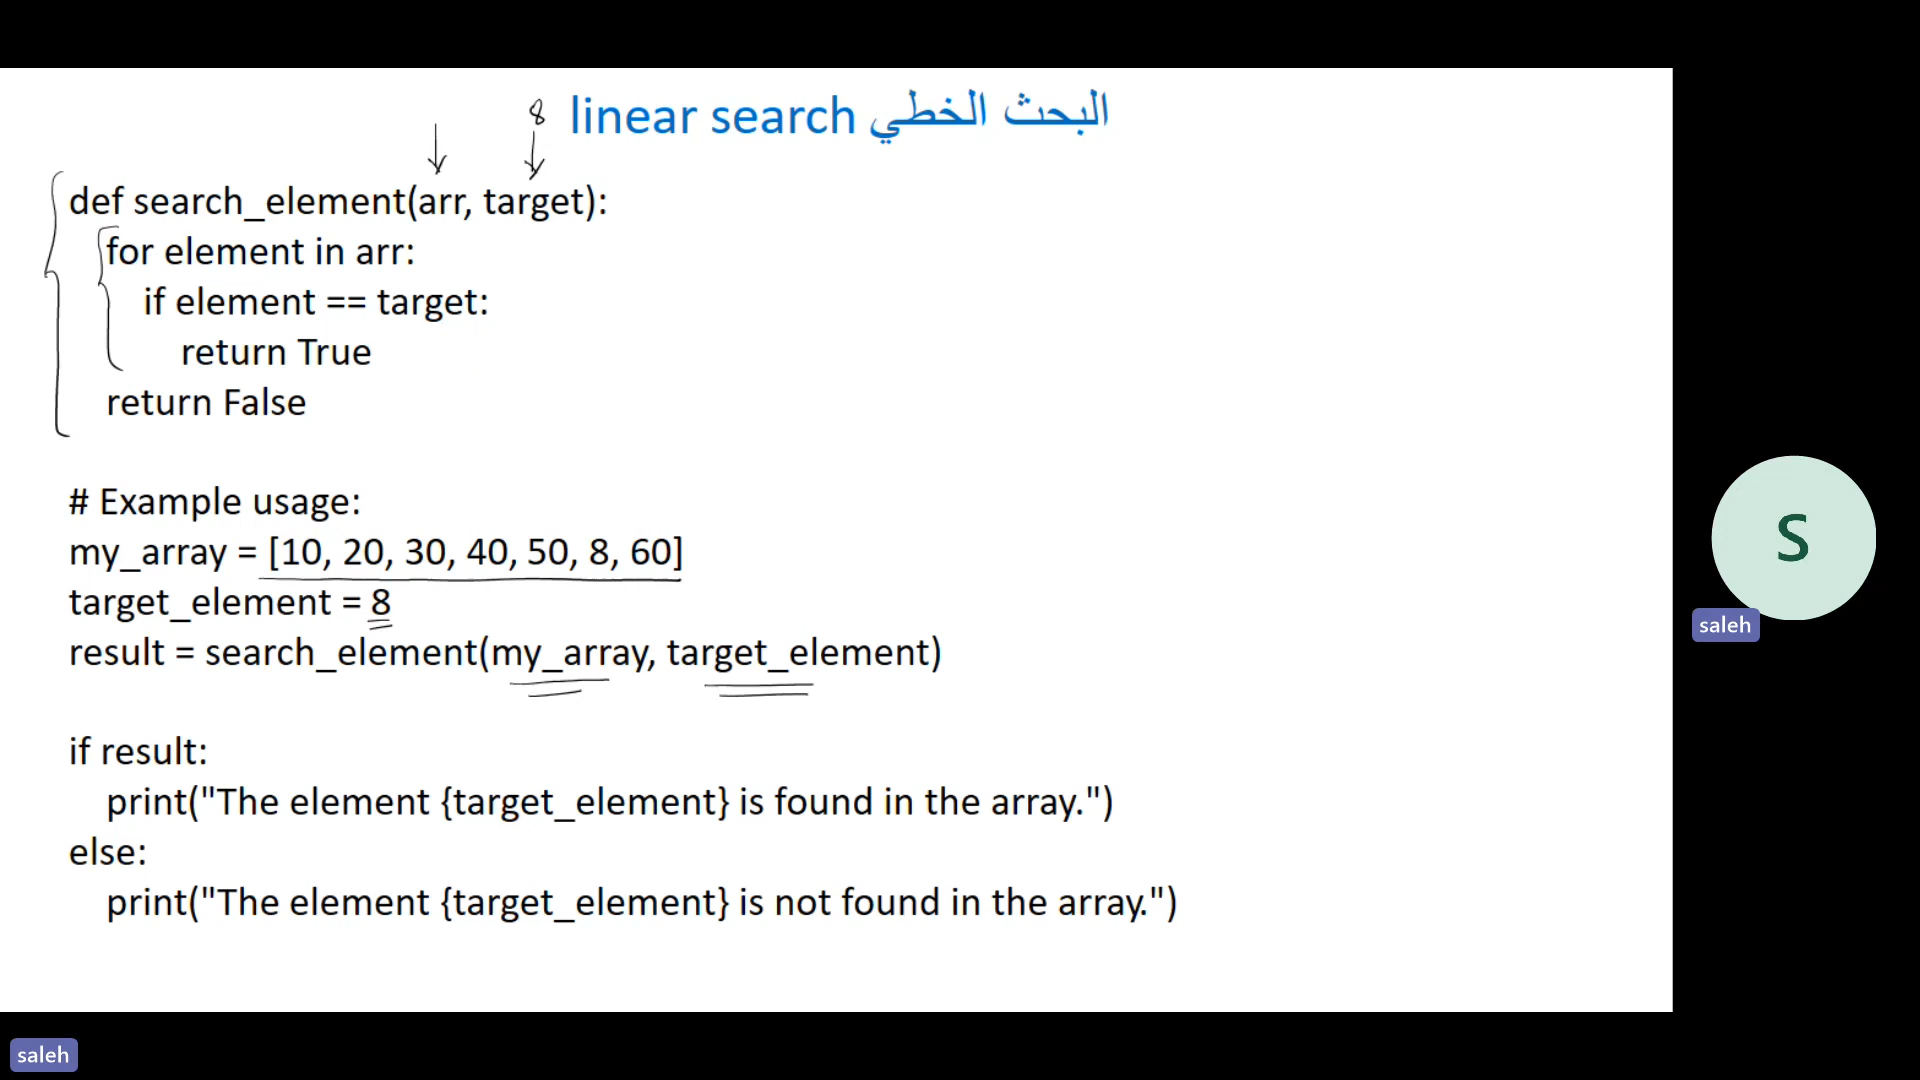 8
linear search البحث الخطي
def search_element(arr, target):
for element in arr:
if element == target:
return True
return False
# Example usage:
my_array = [10, 20, 30, 40, 50, 8, 60]
target_element = 8
result = search_element(my_array, target_element)
if result:
print("The element {target_element} is found in the array.")
else:
print("The element {target_element} is not found in the array.")
S
saleh
saleh